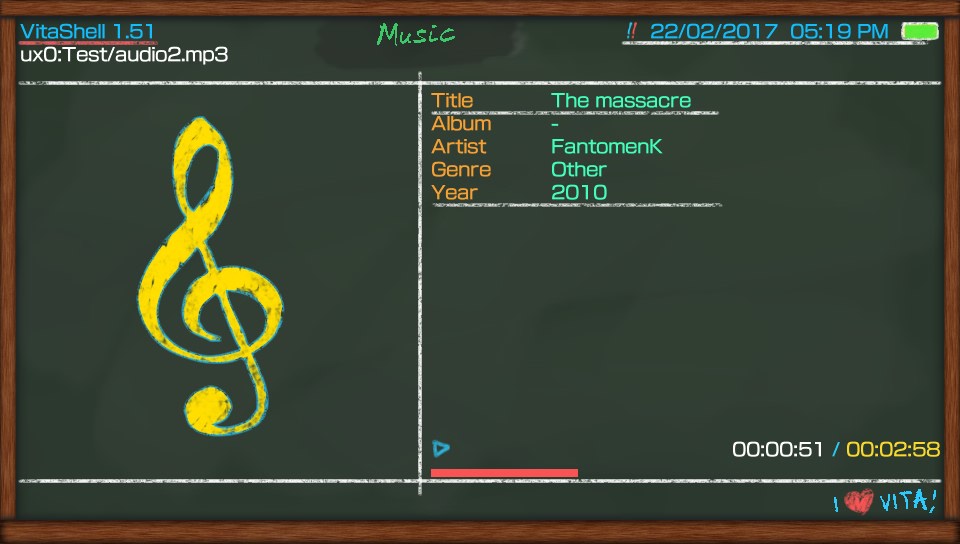 VitaShell 1.51 Music !! 22/02/2017 05:19 PM
ux0:Test/audio2.mp3
Title The massacre
Album -
Artist FantomenK
Genre Other
Year 2010
00:00:51 / 00:02:58
I ❤ VITA!